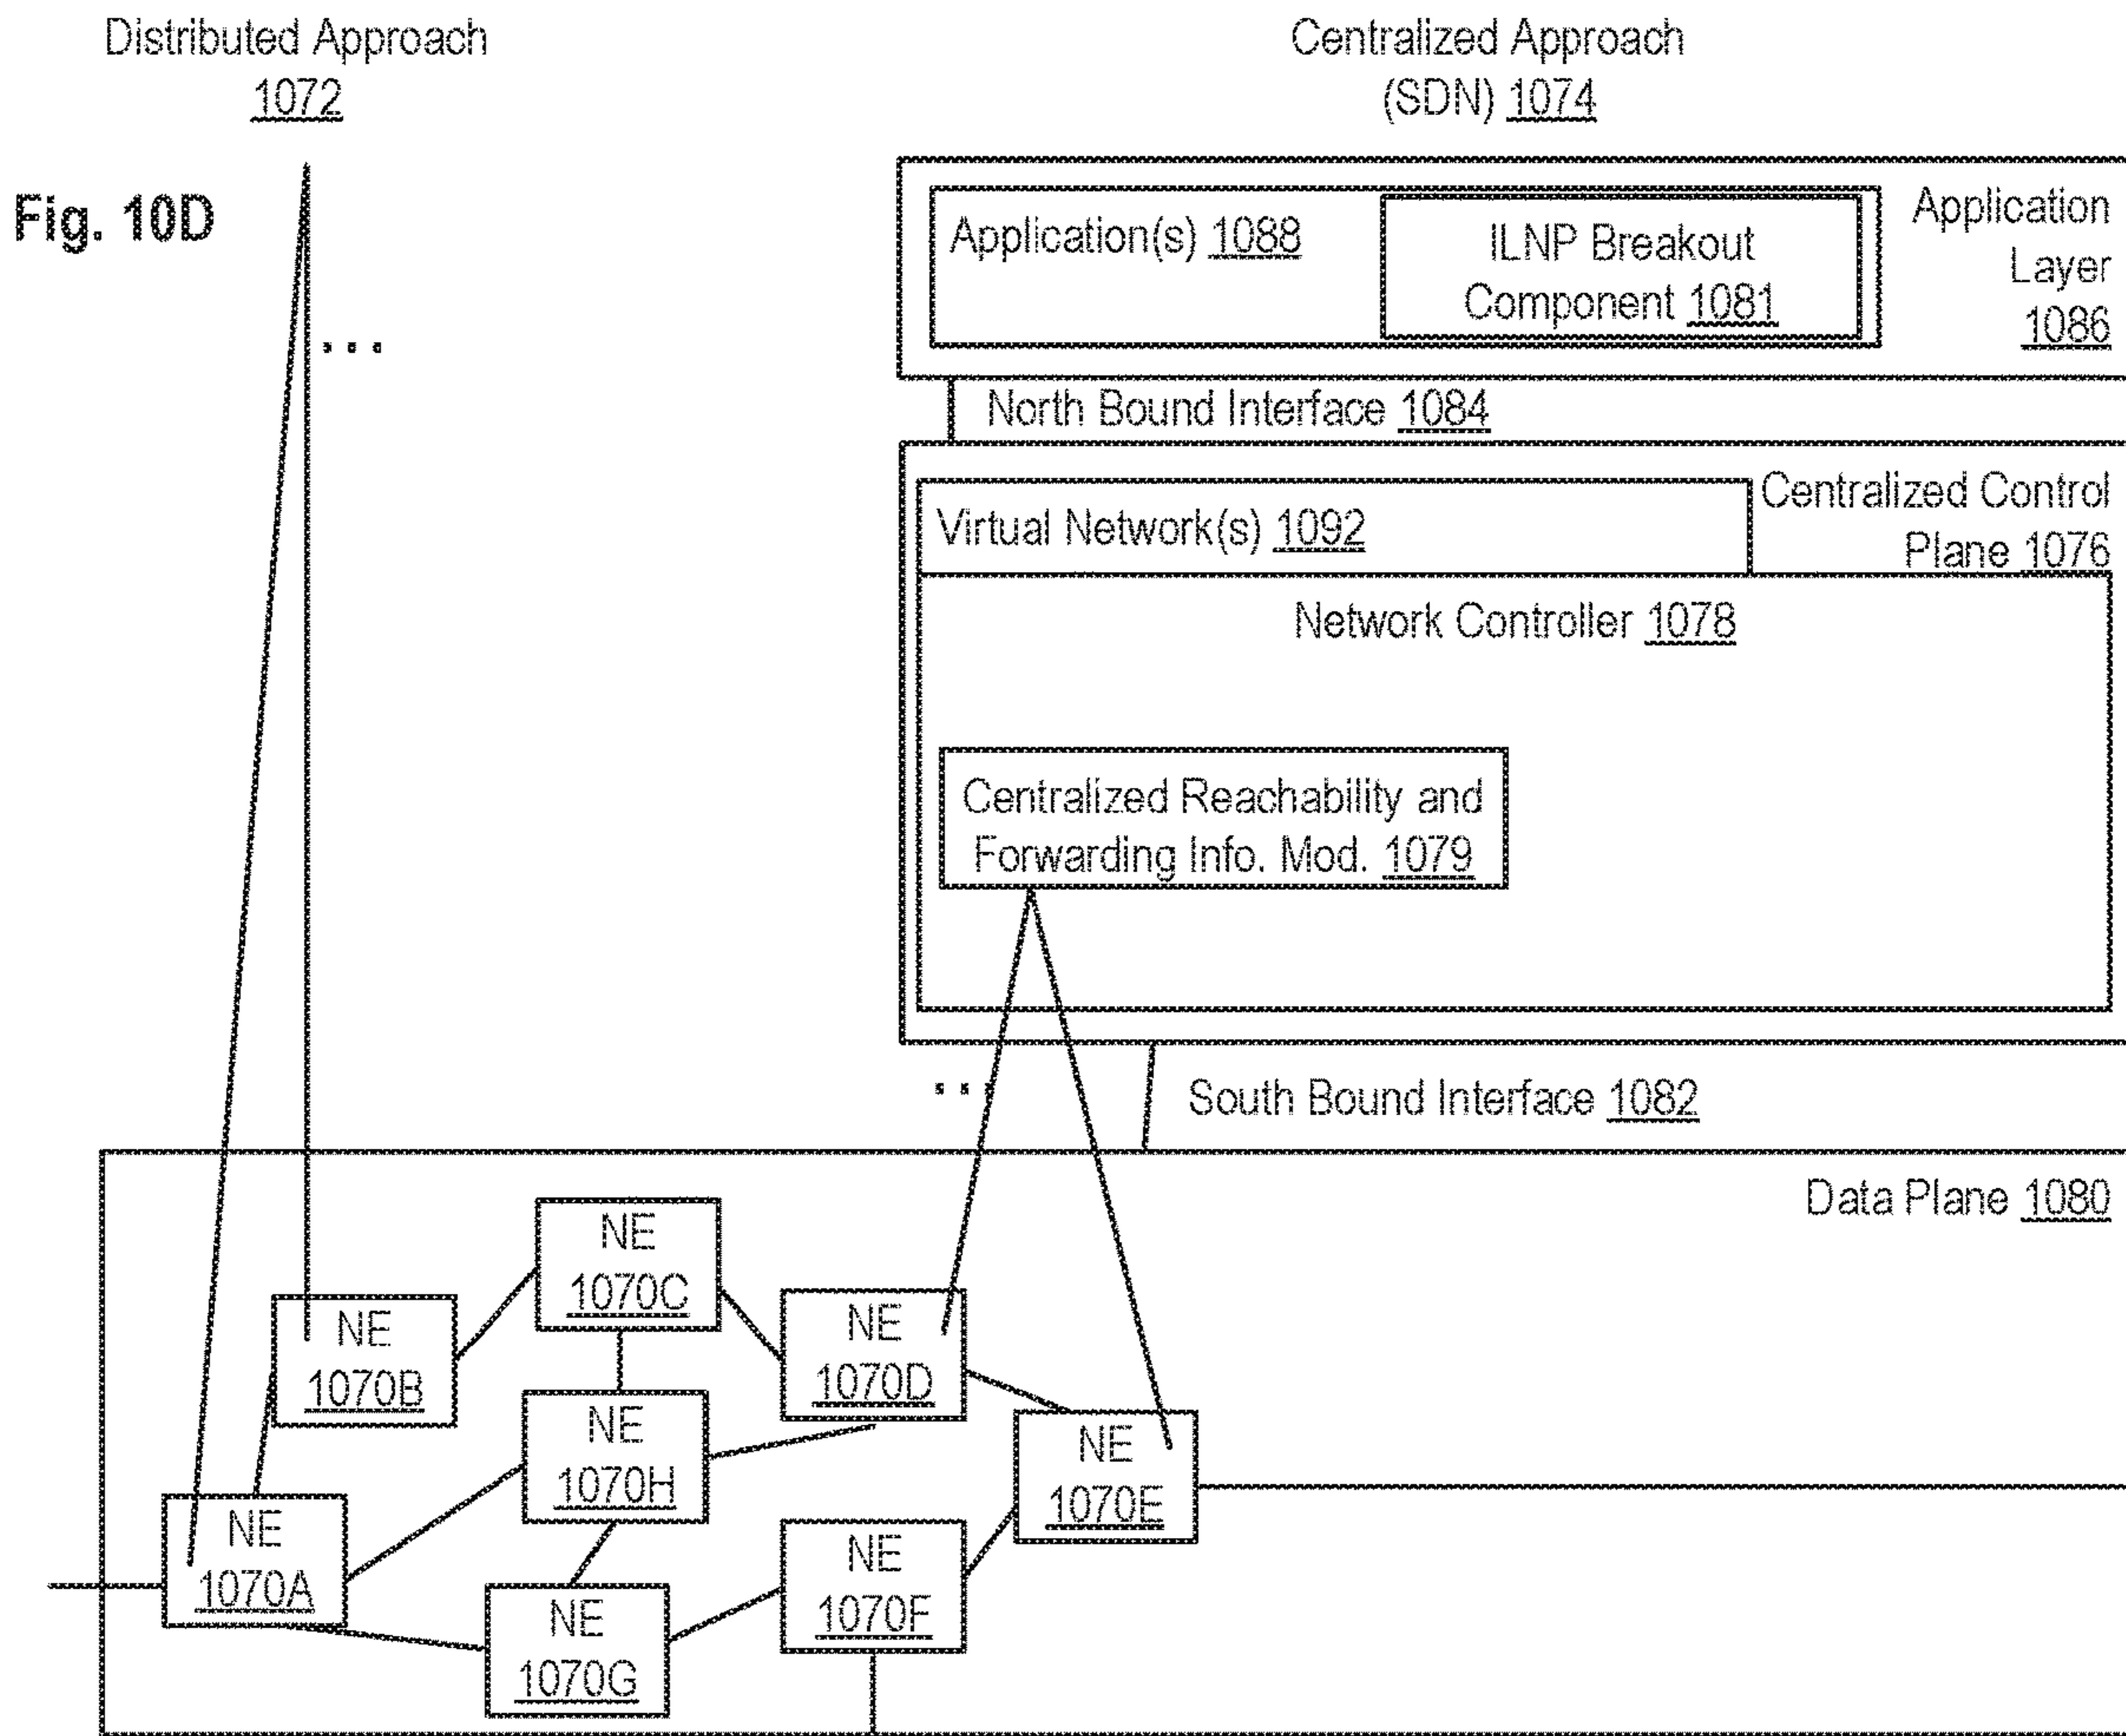 Distributed Approach
1072
Centralized Approach
(SDN) 1074
Fig. 10D
...
Application(s) 1088
ILNP Breakout
Component 1081
Application
Layer
1086
North Bound Interface 1084
Virtual Network(s) 1092
Centralized Control
Plane 1076
Network Controller 1078
Centralized Reachability and
Forwarding Info. Mod. 1079
...
South Bound Interface 1082
Data Plane 1080
NE
1070C
NE
1070B
NE
1070D
NE
1070H
NE
1070E
NE
1070A
NE
1070F
NE
1070G